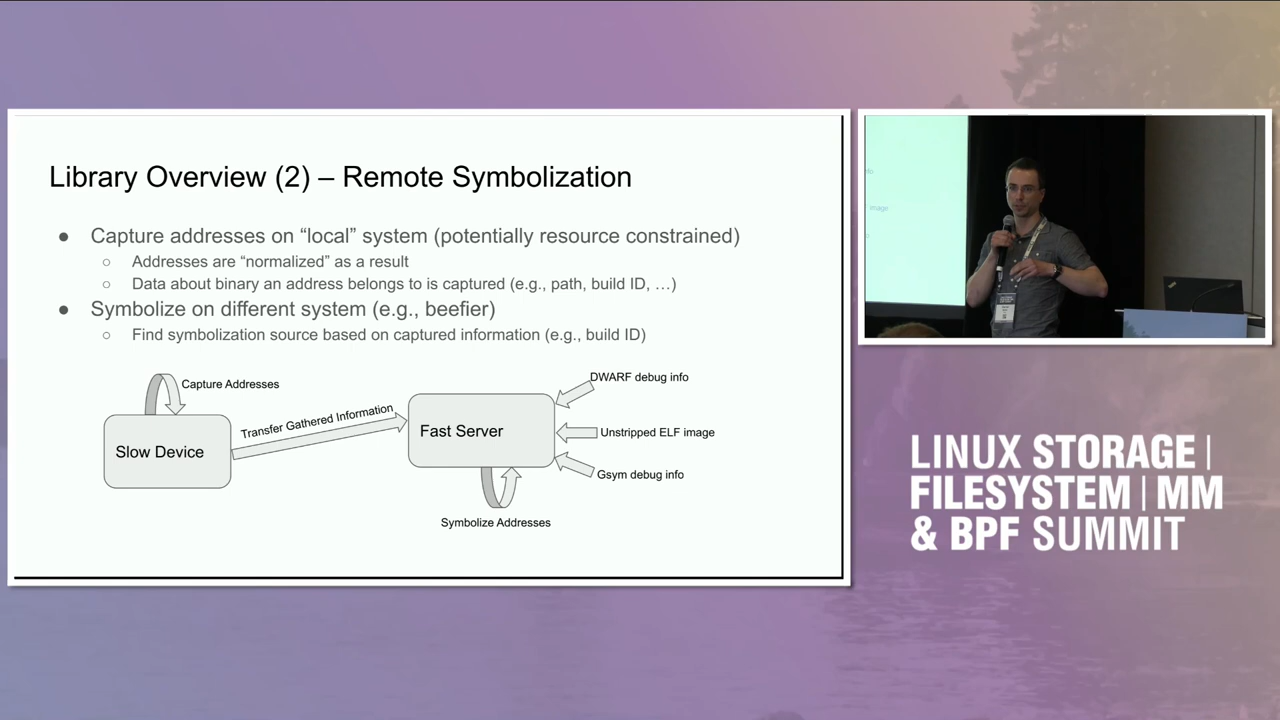 Library Overview (2) – Remote Symbolization
● Capture addresses on “local” system (potentially resource constrained)
○ Addresses are “normalized” as a result
○ Data about binary an address belongs to is captured (e.g., path, build ID, …)
● Symbolize on different system (e.g., beefier)
○ Find symbolization source based on captured information (e.g., build ID)
Capture Addresses
Slow Device
Transfer Gathered Information
Fast Server
DWARF debug info
Unstripped ELF image
Gsym debug info
Symbolize Addresses
image
LINUX STORAGE |
FILESYSTEM | MM
& BPF SUMMIT